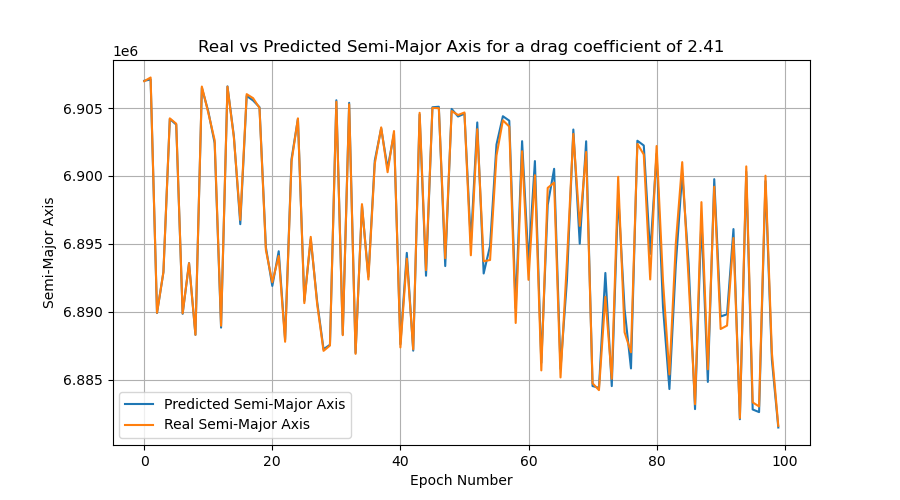 Real vs Predicted Semi-Major Axis for a drag coefficient of 2.41
1e6
6.905
6.900
6.895
6.890
6.885
Semi-Major Axis
Predicted Semi-Major Axis
Real Semi-Major Axis
0 20 40 60 80 100
Epoch Number